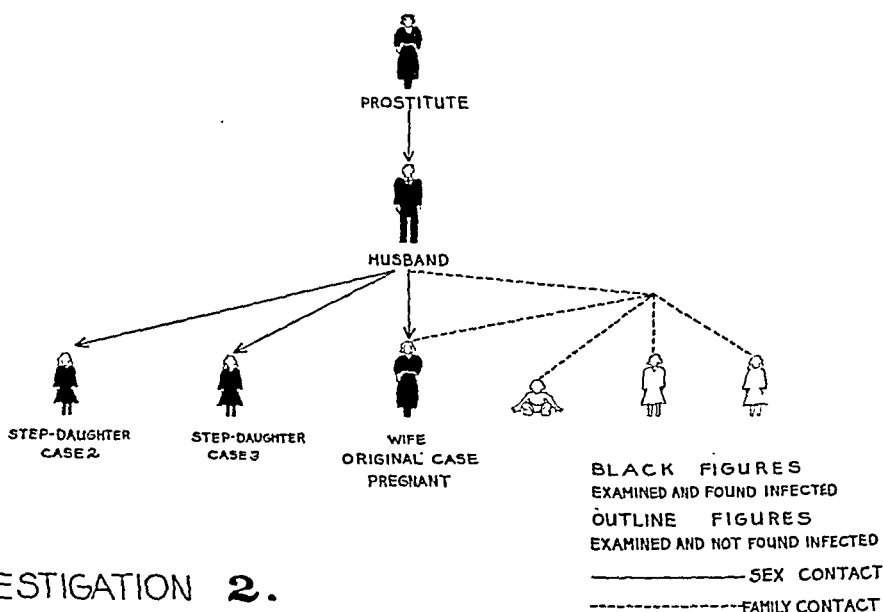 PROSTITUTE
HUSBAND
STEP-DAUGHTER
CASE 2
STEP-DAUGHTER
CASE 3
WIFE
ORIGINAL CASE
PREGNANT
BLACK FIGURES
EXAMINED AND FOUND INFECTED
OUTLINE FIGURES
EXAMINED AND NOT FOUND INFECTED
SEX CONTACT
FAMILY CONTACT
ESTIGATION 2.